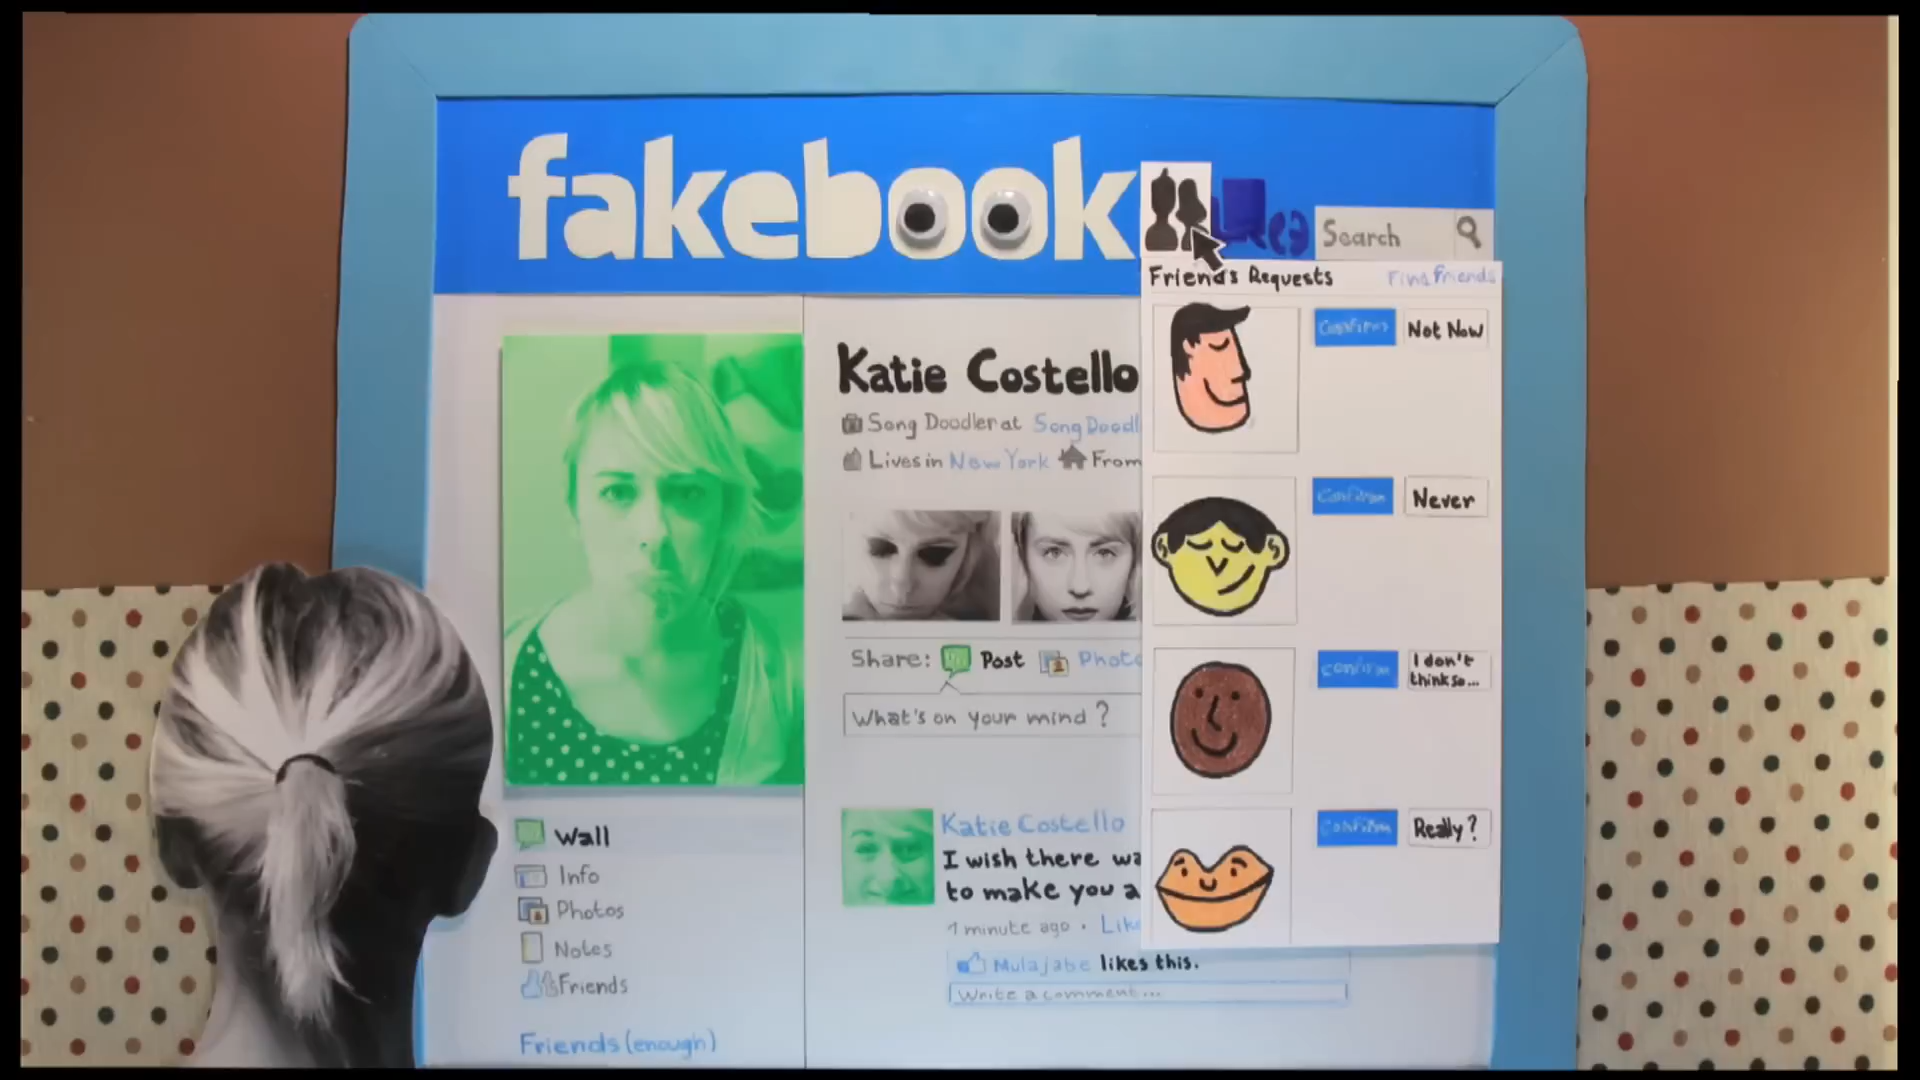 fakebook
Search
Friends Requests
Find friends
Confirm
Not Now
Katie Costello
Song Doodler at Song Doodl
Lives in New York From
Confirm
Never
Share: Post Photo
What's on your mind?
confirm
I don't
think so...
Katie Costello
I wish there wa
to make you a
1 minute ago · Like
Mulajabe likes this.
Write a comment...
confirm
Really?
Wall
Info
Photos
Notes
Friends
Friends (enough)